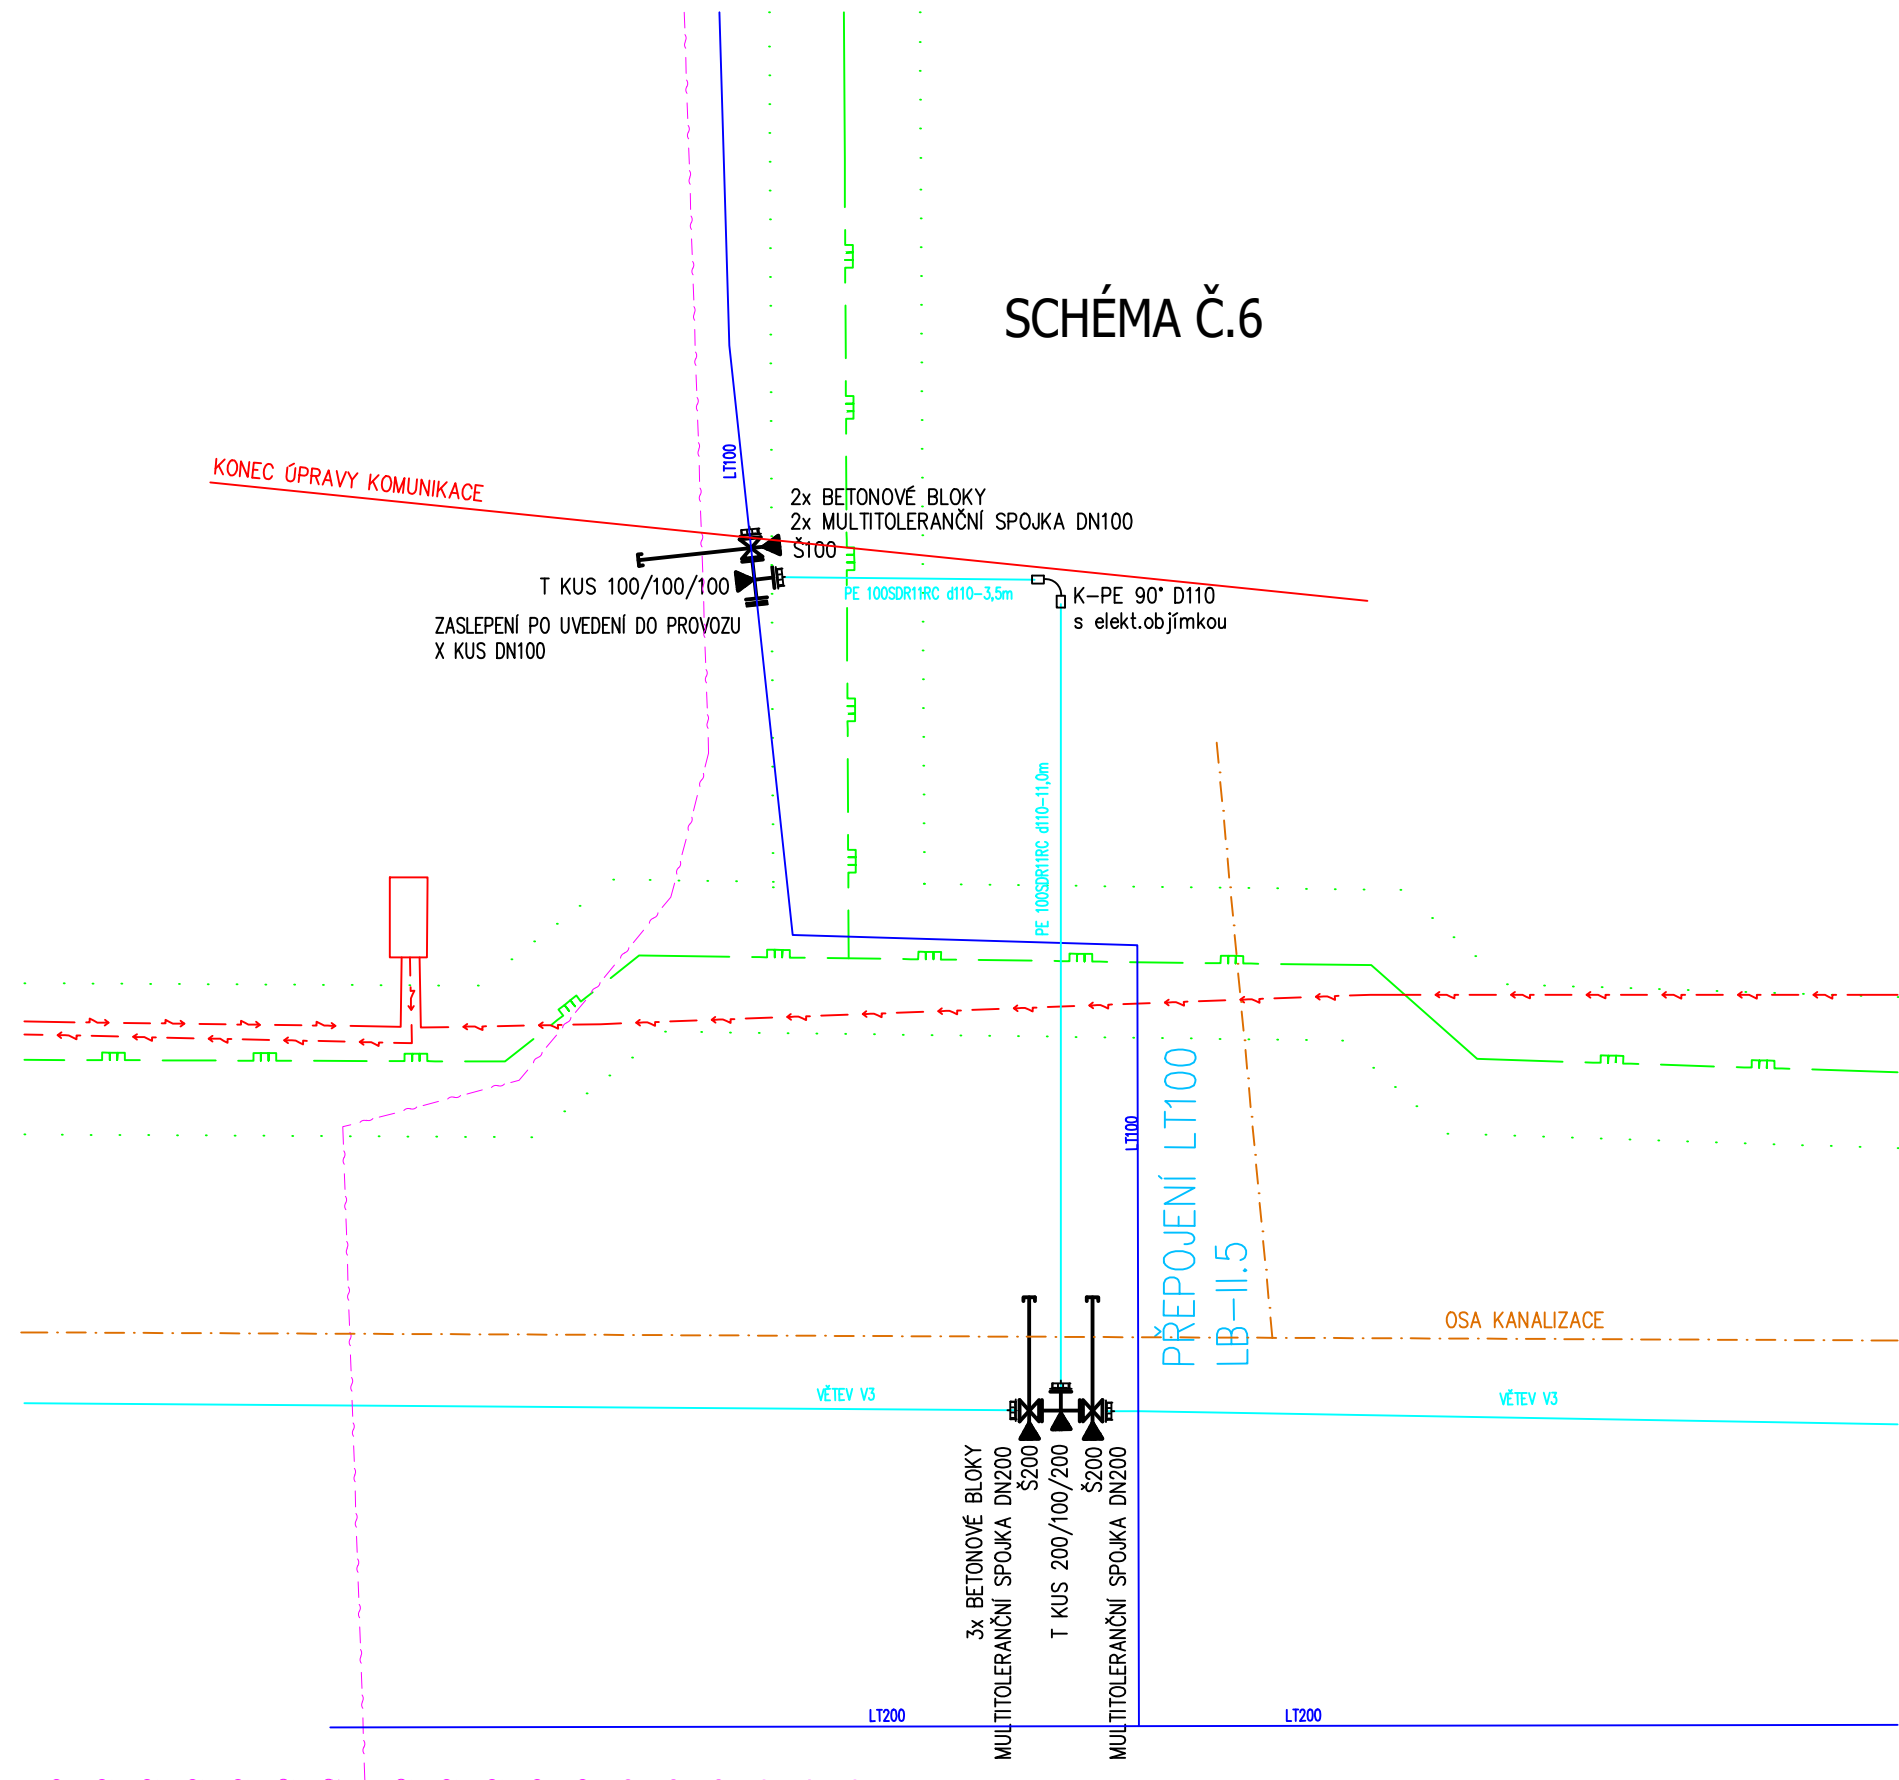 SCHÉMA Č.6
LT100
KONEC ÚPRAVY KOMUNIKACE
2x BETONOVÉ BLOKY
2x MULTITOLERANČNÍ SPOJKA DN100
Š100
T KUS 100/100/100
PE 100SDR11RC d110-3,5m
K-PE 90° D110
s elekt.objímkou
ZASLEPENÍ PO UVEDENÍ DO PROVOZU
X KUS DN100
PE 100SDR11RC d110-11,0m
LT100
PŘEPOJENÍ LT100
LB-II.5
OSA KANALIZACE
VĚTEV V3
VĚTEV V3
3x BETONOVÉ BLOKY
MULTITOLERANČNÍ SPOJKA DN200
Š200
T KUS 200/100/200
Š200
MULTITOLERANČNÍ SPOJKA DN200
LT200
LT200